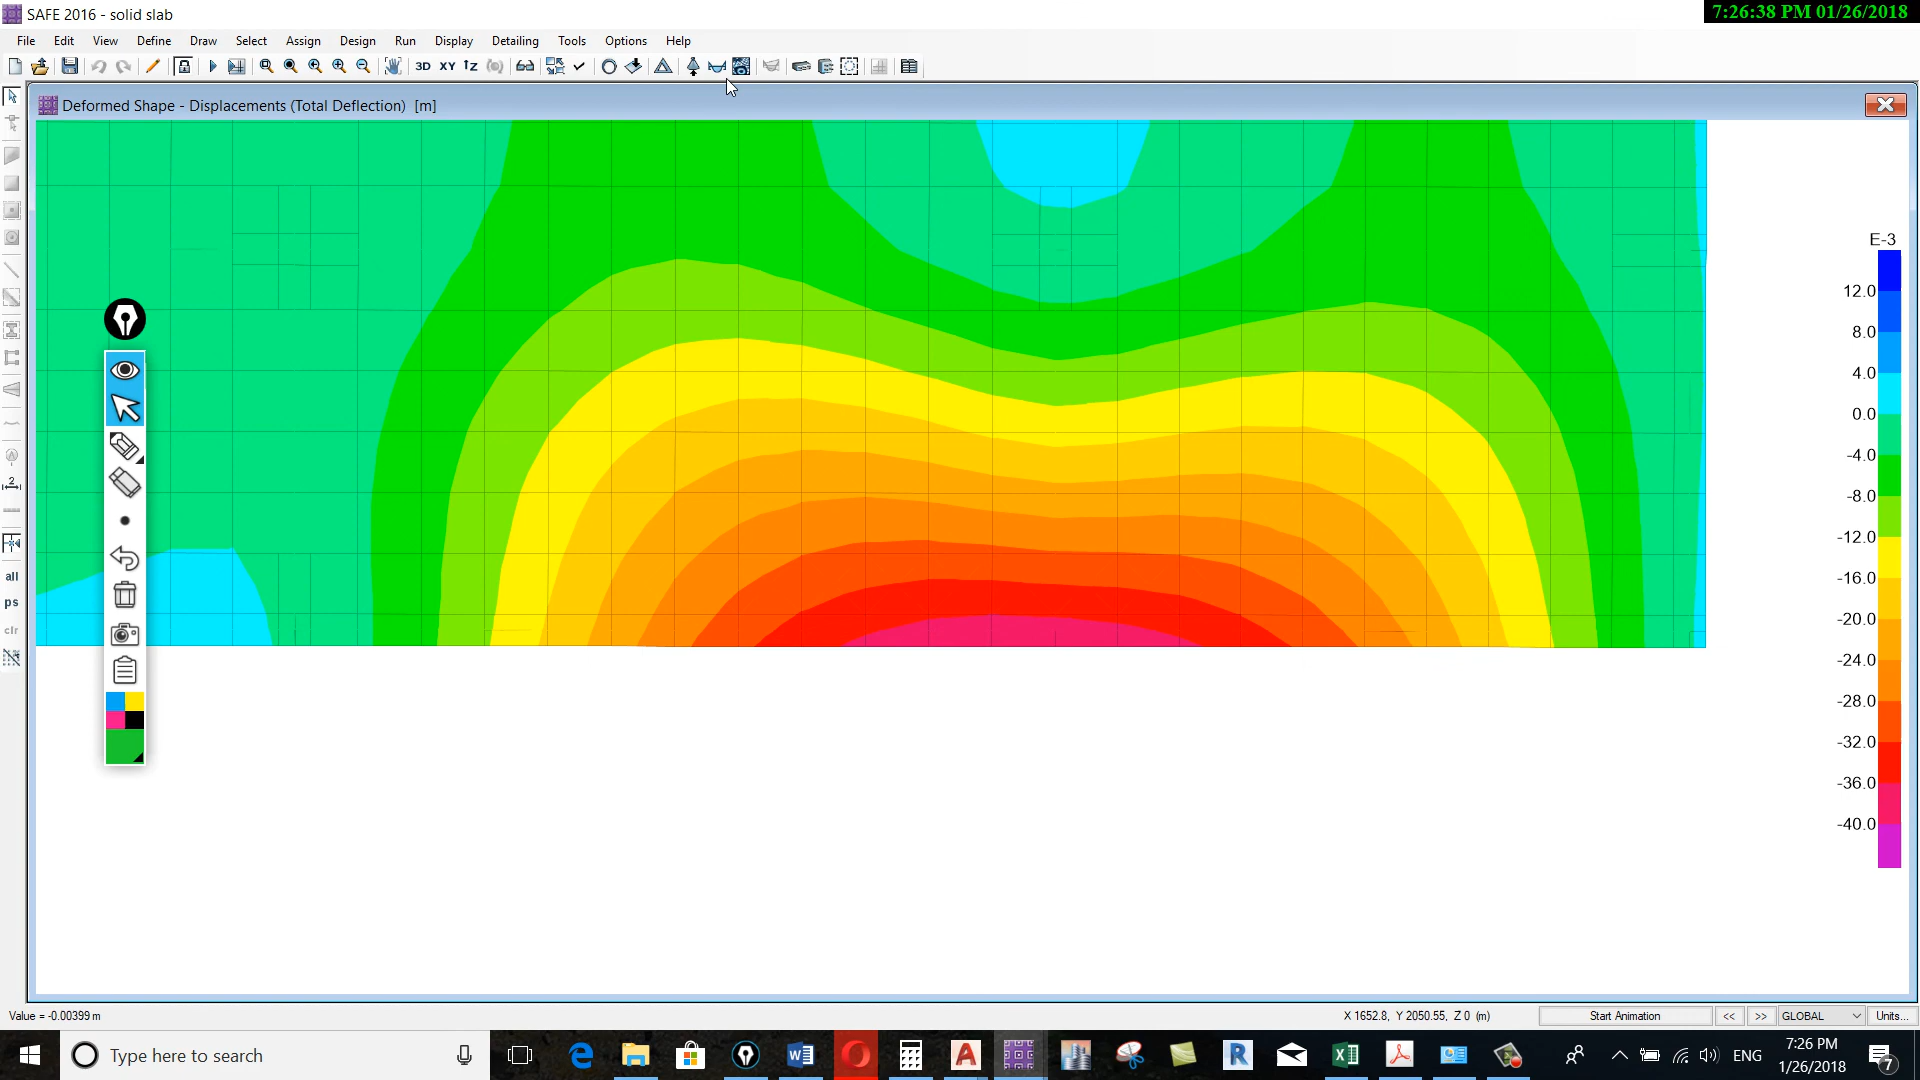 SAFE 2016 - solid slab
7:26:38 PM 01/26/2018
File Edit View Define Draw Select Assign Design Run Display Detailing Tools Options Help
3D XY
Deformed Shape - Displacements (Total Deflection) [m]
E-3
12.0
8.0
4.0
0.0
-4.0
-8.0
-12.0
-16.0
-20.0
-24.0
-28.0
-32.0
-36.0
-40.0
2
all
ps
clr
Value = -0.00399 m
X 1652.8, Y 2050.55, Z 0 (m)
Start Animation
<< >>
GLOBAL
Units...
Type here to search
ENG
7:26 PM
1/26/2018
7